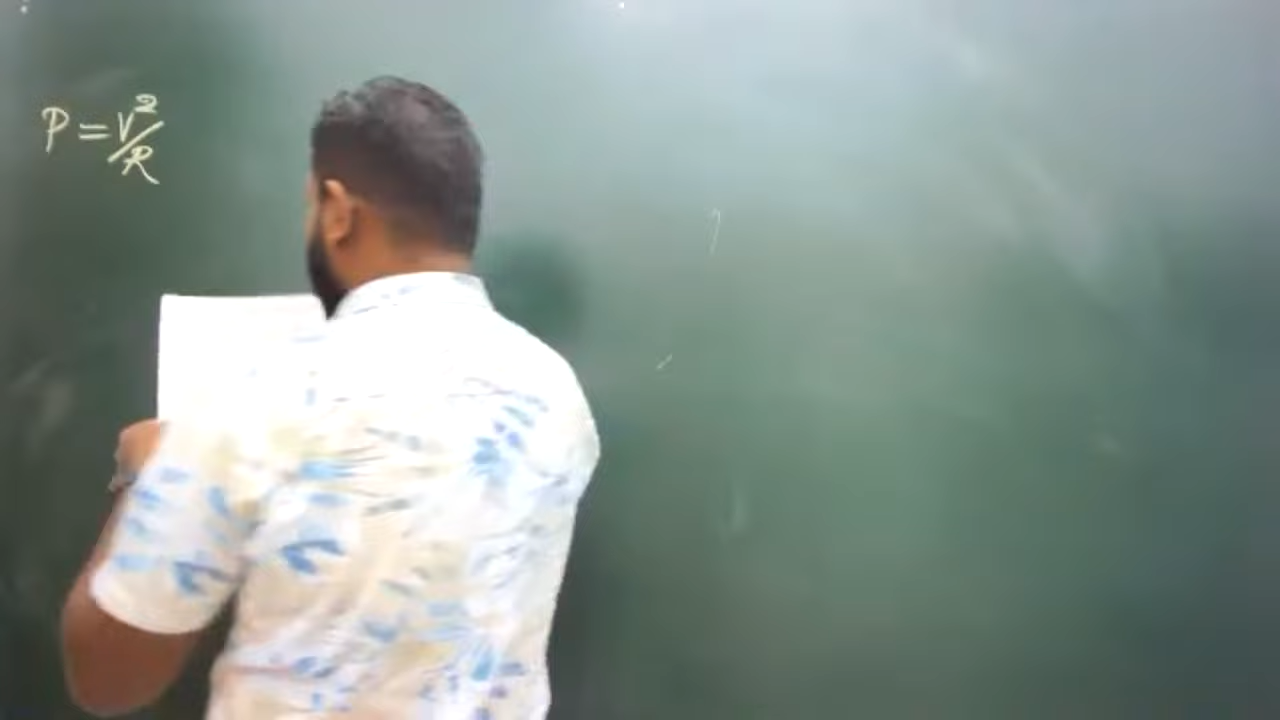 P = V²/R